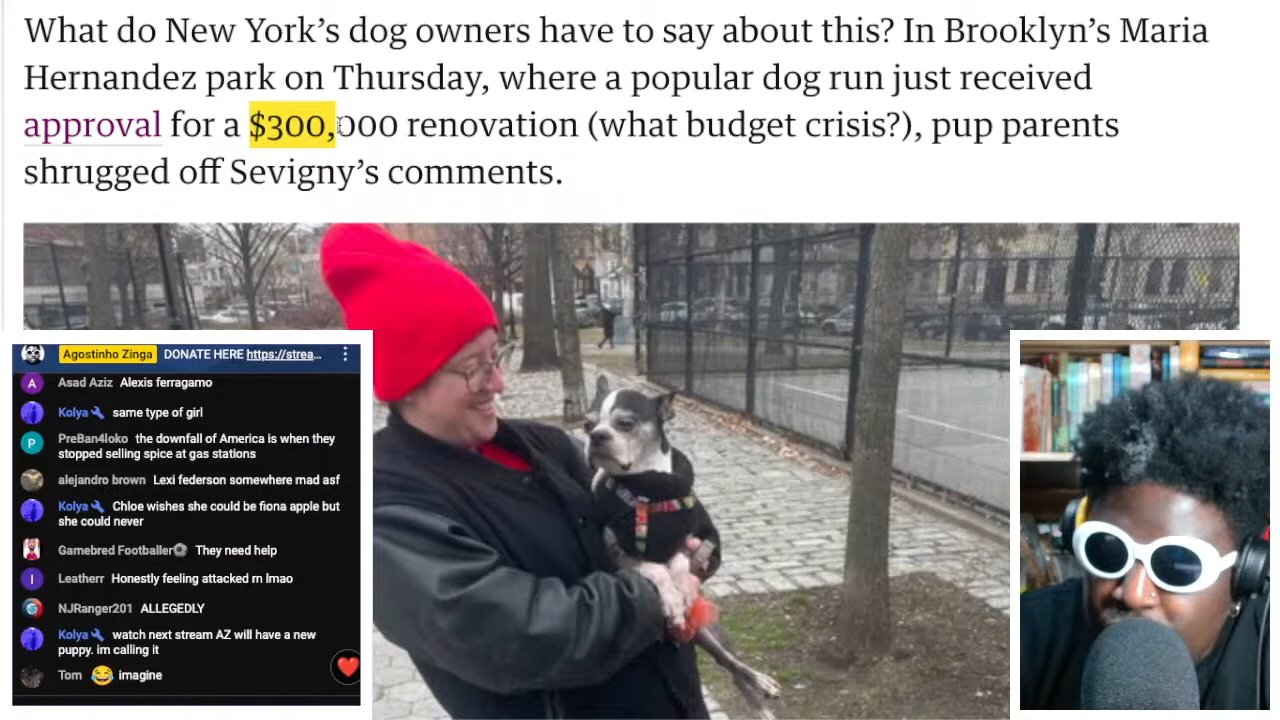 What do New York’s dog owners have to say about this? In Brooklyn’s Maria
Hernandez park on Thursday, where a popular dog run just received
approval for a $300,000 renovation (what budget crisis?), pup parents
shrugged off Sevigny’s comments.
Agostinho Zinga DONATE HERE https://strea...
Asad Aziz Alexis ferragamo
Kolya same type of girl
PreBan4loko the downfall of America is when they
stopped selling spice at gas stations
alejandro brown Lexi federson somewhere mad asf
Kolya Chloe wishes she could be fiona apple but
she could never
Gamebred Footballer⚽ They need help
Leatherr Honestly feeling attacked rn lmao
NJRanger201 ALLEGEDLY
Kolya watch next stream AZ will have a new
puppy. im calling it
Tom 😂 imagine